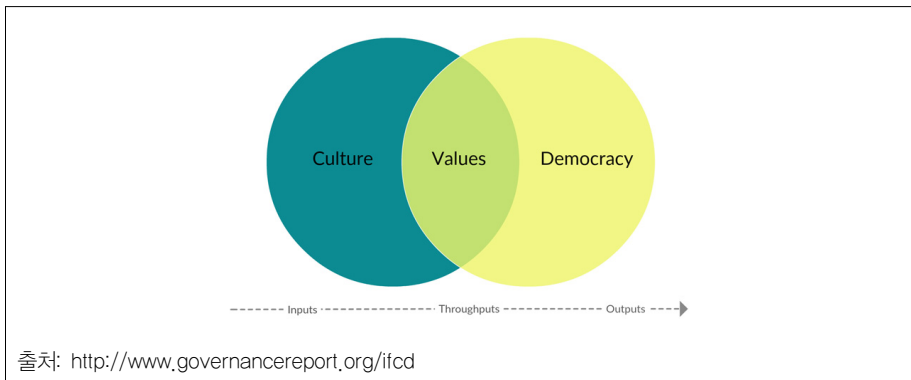 Culture Values Democracy
Inputs Throughputs Outputs
출처: http://www.governancereport.org/ifcd